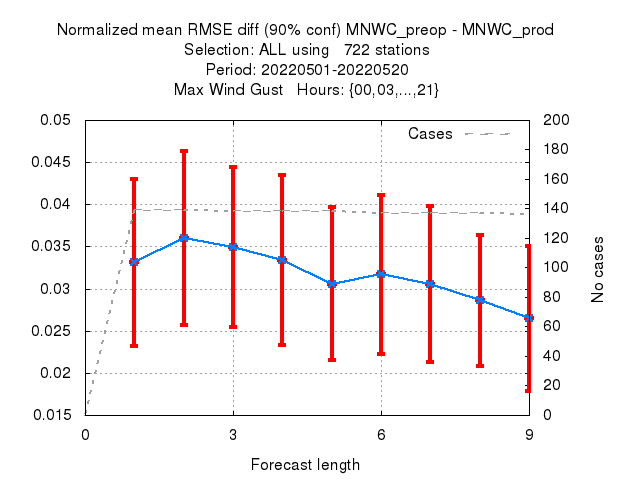 Normalized mean RMSE diff (90% conf) MNWC_preop - MNWC_prod
Selection: ALL using   722 stations
Period: 20220501-20220520
Max Wind Gust   Hours: {00,03,...,21}
Cases
0.05
0.045
0.04
0.035
0.03
0.025
0.02
0.015
200
180
160
140
120
100
80
60
40
20
0
No cases
0 3 6 9
Forecast length